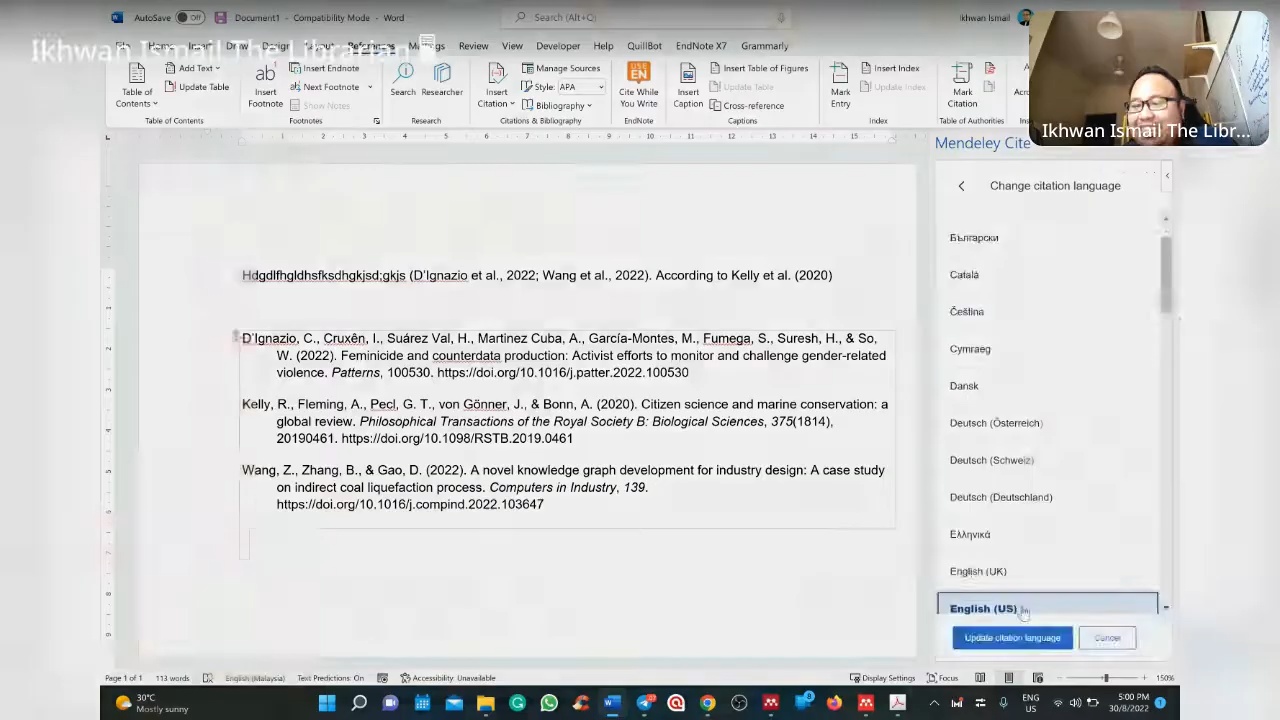 AutoSave Off Document1 - Compatibility Mode - Word Search (Alt+Q) Ikhwan Ismail
Ikhwan Ismail The Librarian
References Review View Developer Help QuillBot EndNote X7 Grammarly
Table of Contents Add Text Update Table
Insert Footnote Insert Endnote Next Footnote Show Notes
Search Researcher
Insert Citation Manage Sources Style: APA Bibliography
Cite While You Write
Insert Caption Insert Table of Figures Update Table Cross-reference
Mark Entry Insert Index Update Index
Mark Citation
Table of Contents Footnotes Research Citations & Bibliography EndNote Captions Index Table of Authorities
Ikhwan Ismail The Libr...
Hdgdlfhgldhsfksdhgkjsd;gkjs (D'Ignazio et al., 2022; Wang et al., 2022). According to Kelly et al. (2020)
D'Ignazio, C., Cruxên, I., Suárez Val, H., Martinez Cuba, A., García-Montes, M., Fumega, S., Suresh, H., & So,
W. (2022). Feminicide and counterdata production: Activist efforts to monitor and challenge gender-related
violence. Patterns, 100530. https://doi.org/10.1016/j.patter.2022.100530
Kelly, R., Fleming, A., Pecl, G. T., von Gönner, J., & Bonn, A. (2020). Citizen science and marine conservation: a
global review. Philosophical Transactions of the Royal Society B: Biological Sciences, 375(1814),
20190461. https://doi.org/10.1098/RSTB.2019.0461
Wang, Z., Zhang, B., & Gao, D. (2022). A novel knowledge graph development for industry design: A case study
on indirect coal liquefaction process. Computers in Industry, 139.
https://doi.org/10.1016/j.compind.2022.103647
Mendeley Cite
Change citation language
Български
Català
Čeština
Cymraeg
Dansk
Deutsch (Österreich)
Deutsch (Schweiz)
Deutsch (Deutschland)
Ελληνικά
English (UK)
English (US)
Update citation language Cancel
Page 1 of 1 113 words English (Malaysia) Text Predictions: On Accessibility: Unavailable Display Settings Focus 150%
30°C
Mostly sunny
ENG
US
5:00 PM
30/8/2022